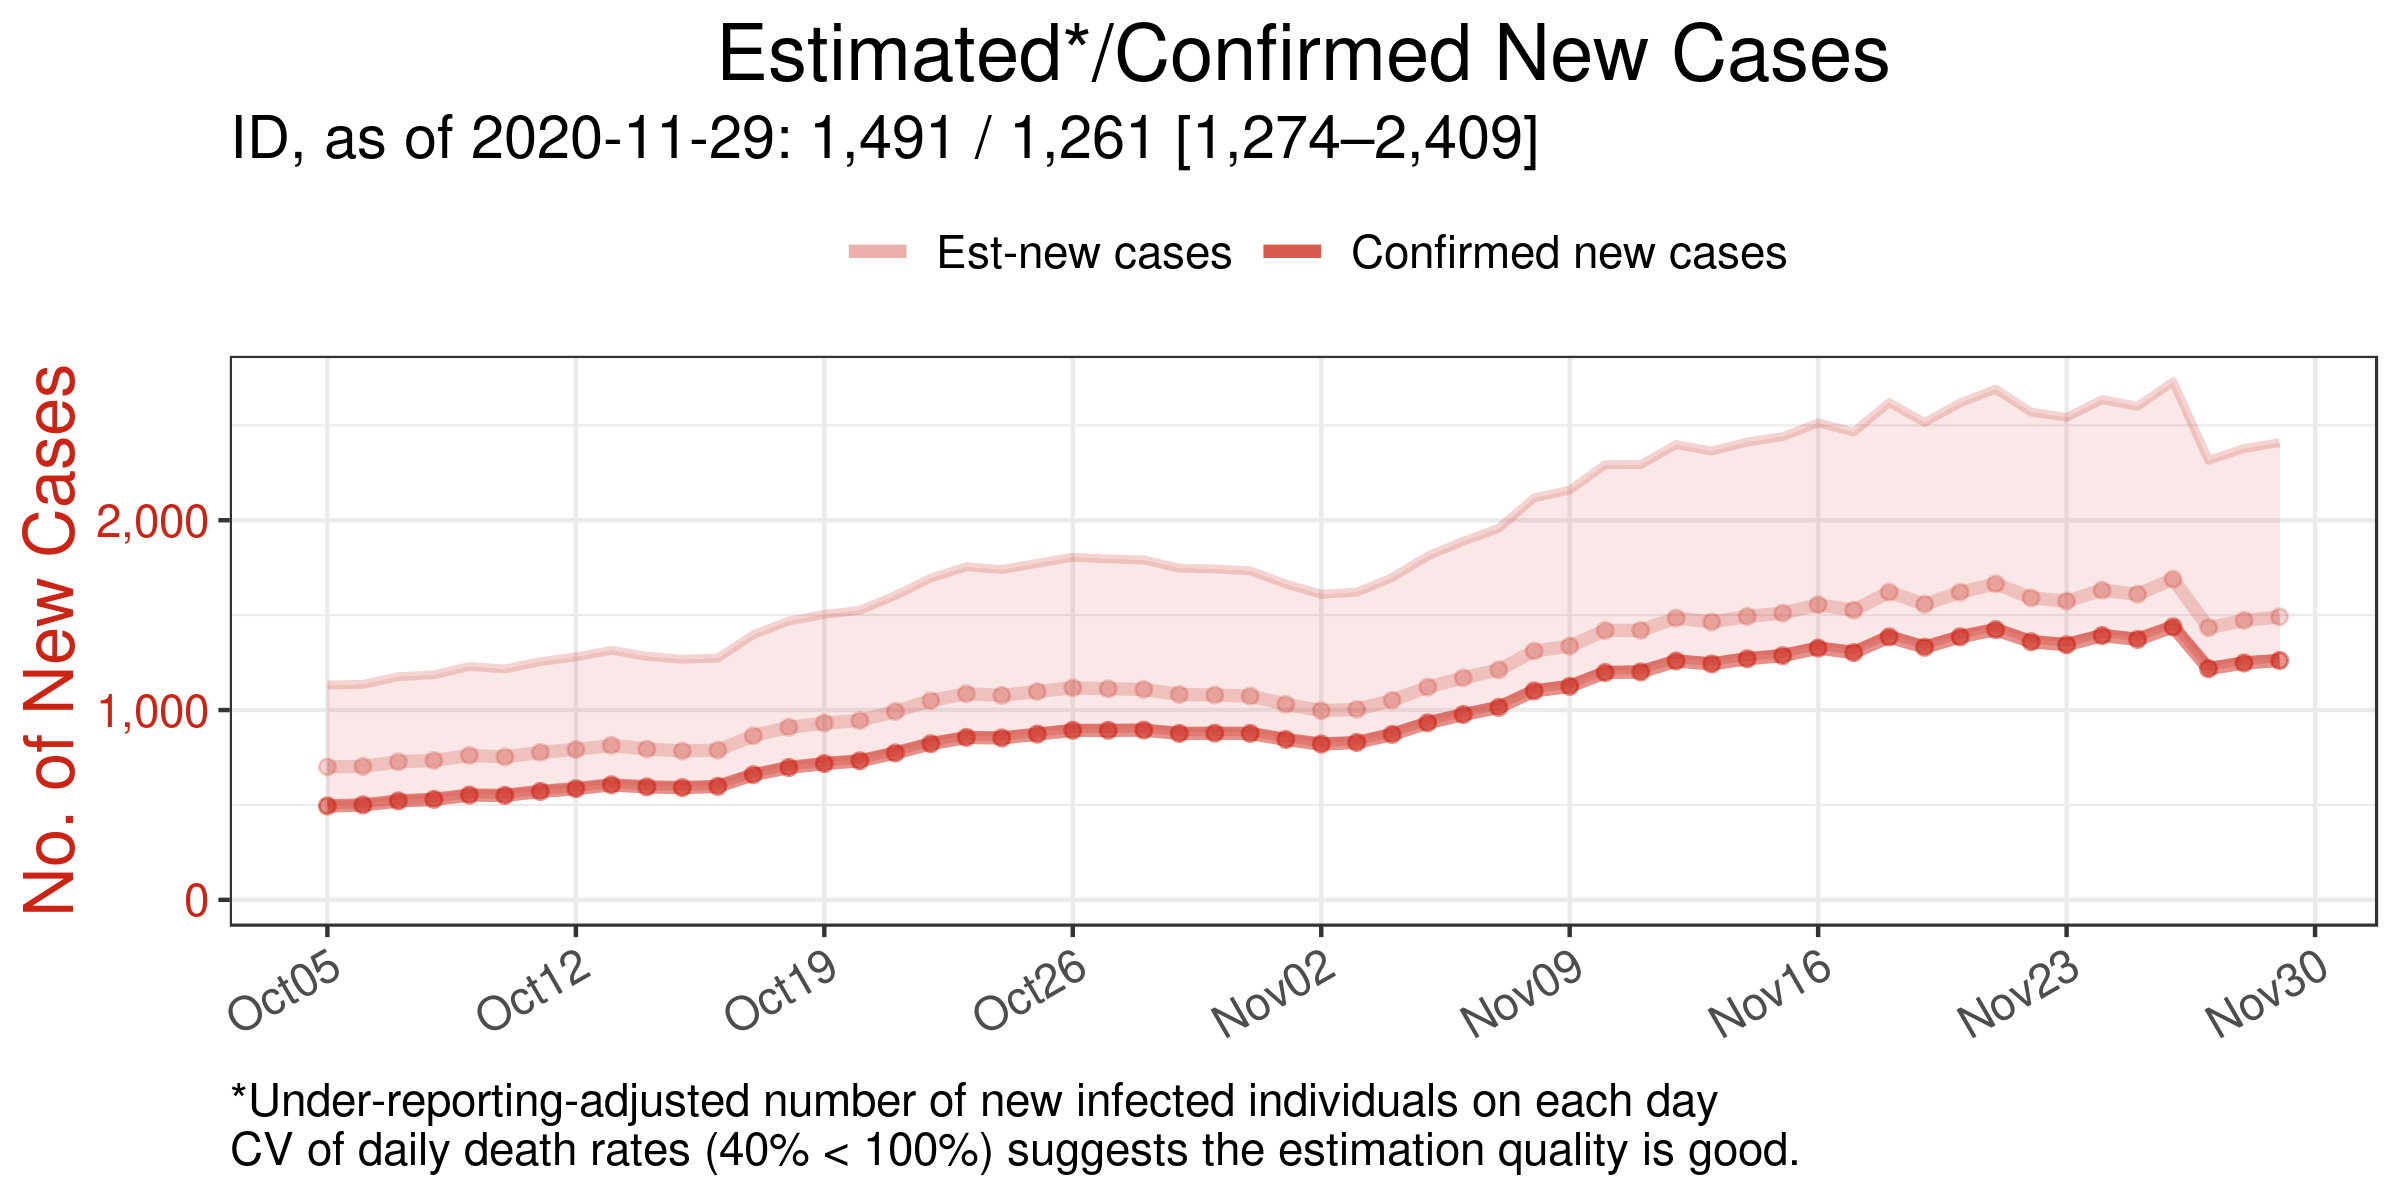 Estimated*/Confirmed New Cases
ID, as of 2020-11-29: 1,491 / 1,261 [1,274–2,409]
Est-new cases Confirmed new cases
No. of New Cases
2,000
1,000
0
Oct05 Oct12 Oct19 Oct26 Nov02 Nov09 Nov16 Nov23 Nov30
*Under-reporting-adjusted number of new infected individuals on each day
CV of daily death rates (40% < 100%) suggests the estimation quality is good.